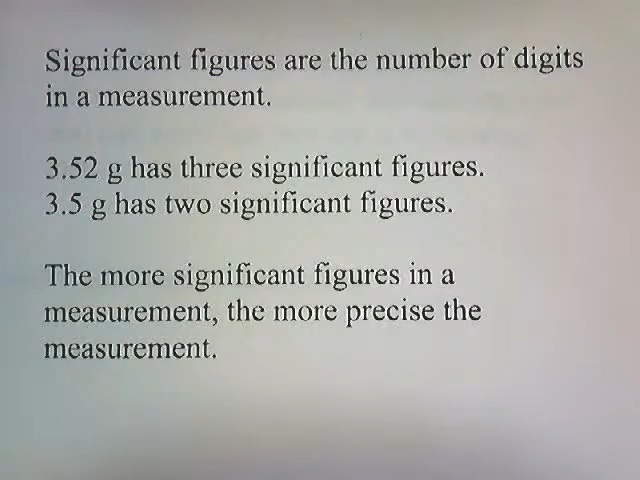 Significant figures are the number of digits
in a measurement.
3.52 g has three significant figures.
3.5 g has two significant figures.
The more significant figures in a
measurement, the more precise the
measurement.